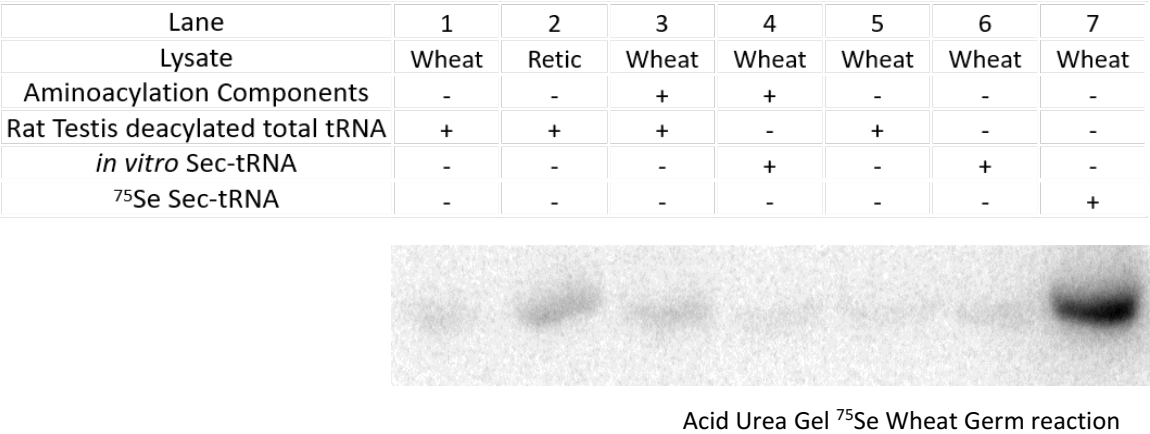 Lane 1 2 3 4 5 6 7
Lysate Wheat Retic Wheat Wheat Wheat Wheat Wheat
Aminoacylation Components - - + + - - -
Rat Testis deacylated total tRNA + + + - + - -
in vitro Sec-tRNA - - - + - + -
⁷⁵Se Sec-tRNA - - - - - - +
Acid Urea Gel ⁷⁵Se Wheat Germ reaction